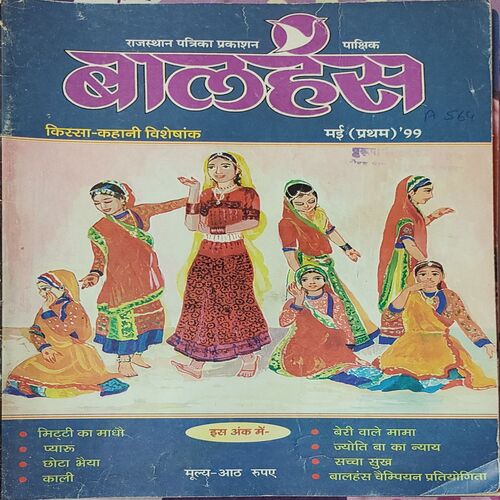 राजस्थान पत्रिका प्रकाशन पाक्षिक
बालहंस
किस्सा-कहानी विशेषांक
मई (प्रथम) '99
A 564
इस अंक में-
• मिट्टी का माधो
• प्यारू
• छोटा भैया
• काली
• बेरी वाले मामा
• ज्योति बा का न्याय
• सच्चा सुख
• बालहंस चैम्पियन प्रतियोगिता
मूल्य-आठ रुपए